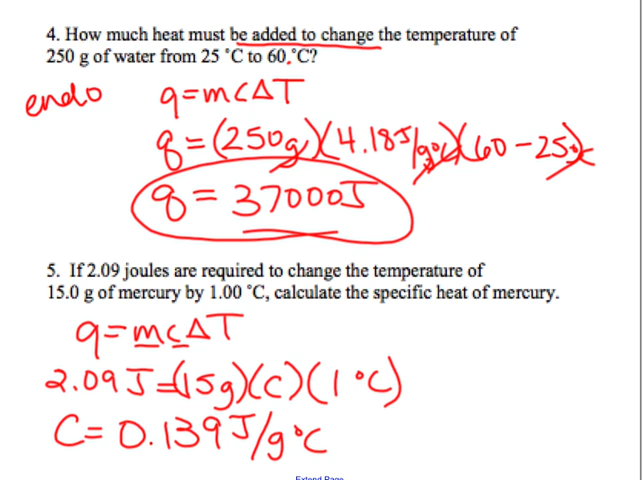 4. How much heat must be added to change the temperature of
250 g of water from 25 ˚C to 60.˚C?
endo
q=mcΔT
q=(250g)(4.18J/g°C)(60-25)°C
q= 37000J
5. If 2.09 joules are required to change the temperature of
15.0 g of mercury by 1.00 ˚C, calculate the specific heat of mercury.
q=mcΔT
2.09J=(15g)(C)(1°C)
C= 0.139J/g°C
Extend Page